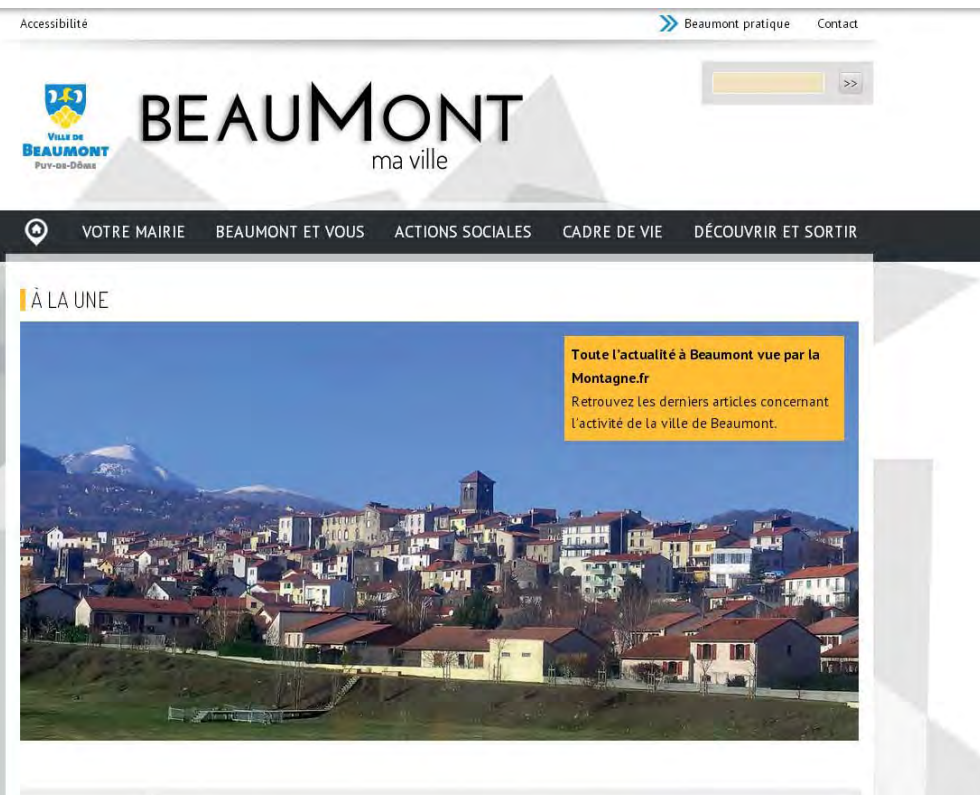 Accessibilité
Beaumont pratique
Contact
>>
VILLE DE
BEAUMONT
PUY-DE-DÔME
BEAUMONT
ma ville
VOTRE MAIRIE
BEAUMONT ET VOUS
ACTIONS SOCIALES
CADRE DE VIE
DÉCOUVRIR ET SORTIR
À LA UNE
Toute l'actualité à Beaumont vue par la
Montagne.fr
Retrouvez les derniers articles concernant
l'activité de la ville de Beaumont.